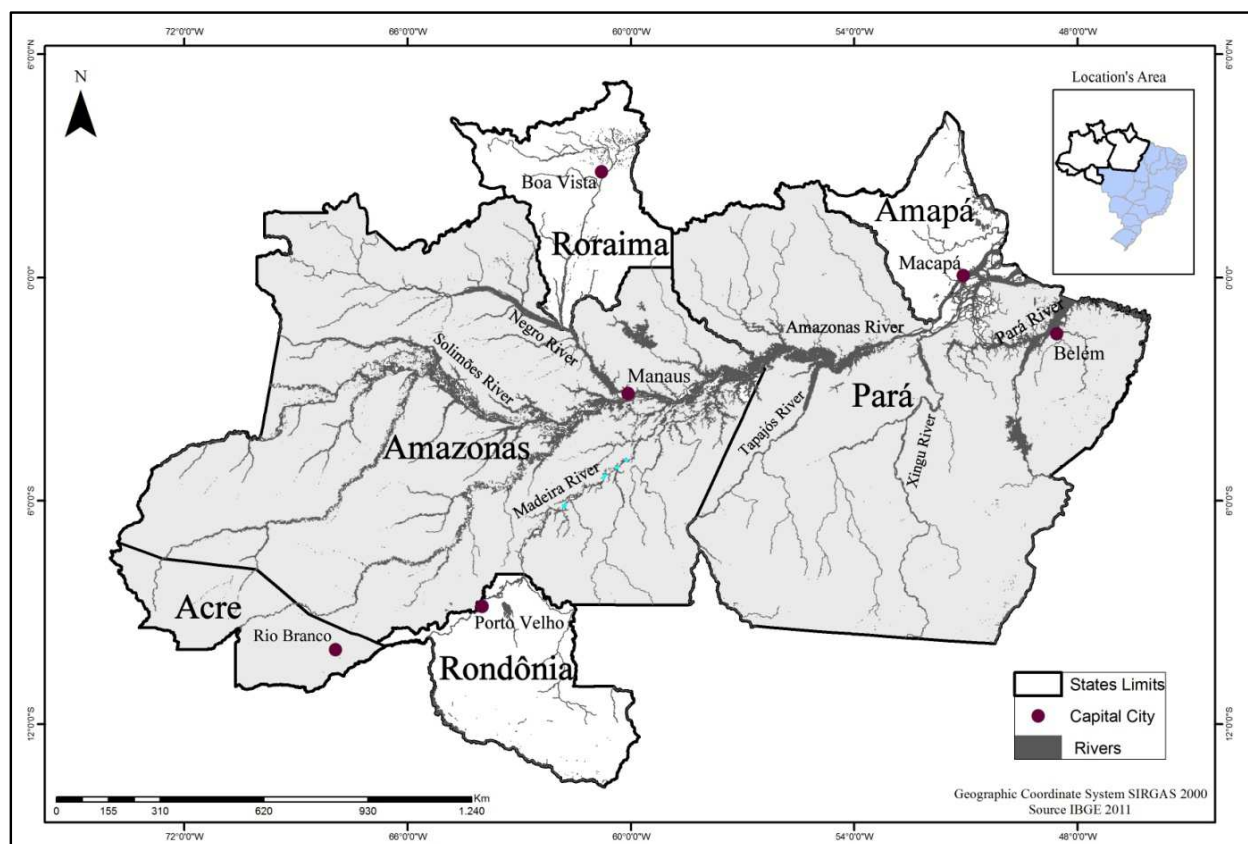 72°0'0"W
66°0'0"W
60°0'0"W
54°0'0"W
48°0'0"W
6°0'0"N
6°0'0"N
N
Location's Area
Boa Vista
Roraima
Amapá
Macapá
0°0'0"
0°0'0"
Negro River
Amazonas River
Pará River
Belém
Solimões River
Manaus
Tapajós River
Pará
Xingu River
Amazonas
Madeira River
6°0'0"S
6°0'0"S
Acre
Rio Branco
Porto Velho
Rondônia
States Limits
Capital City
Rivers
12°0'0"S
12°0'0"S
Km
0 155 310 620 930 1.240
Geographic Coordinate System SIRGAS 2000
Source IBGE 2011
72°0'0"W
66°0'0"W
60°0'0"W
54°0'0"W
48°0'0"W